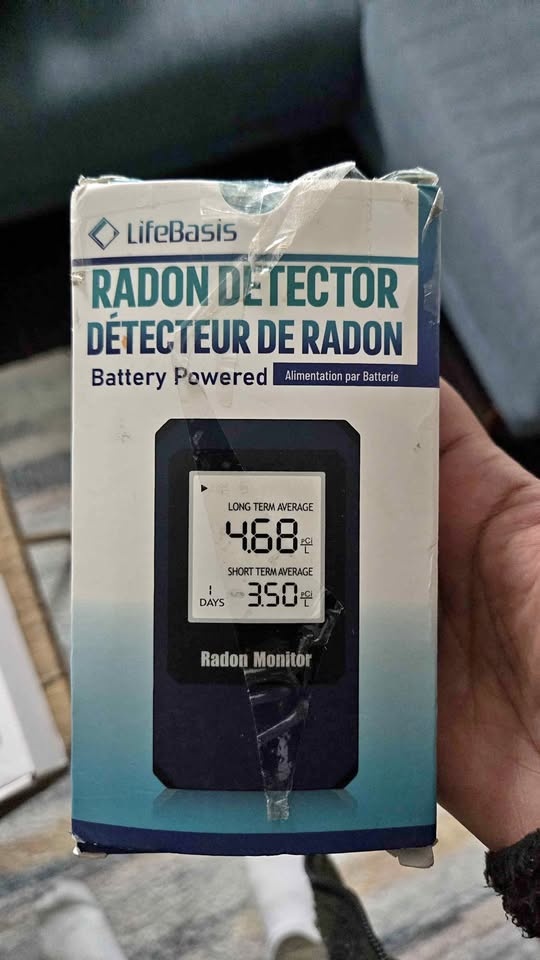 LifeBasis
RADON DETECTOR
DÉTECTEUR DE RADON
Battery Powered Alimentation par Batterie
LONG TERM AVERAGE
4.68 pCi/L
SHORT TERM AVERAGE
1 DAYS 3.50 pCi/L
Radon Monitor